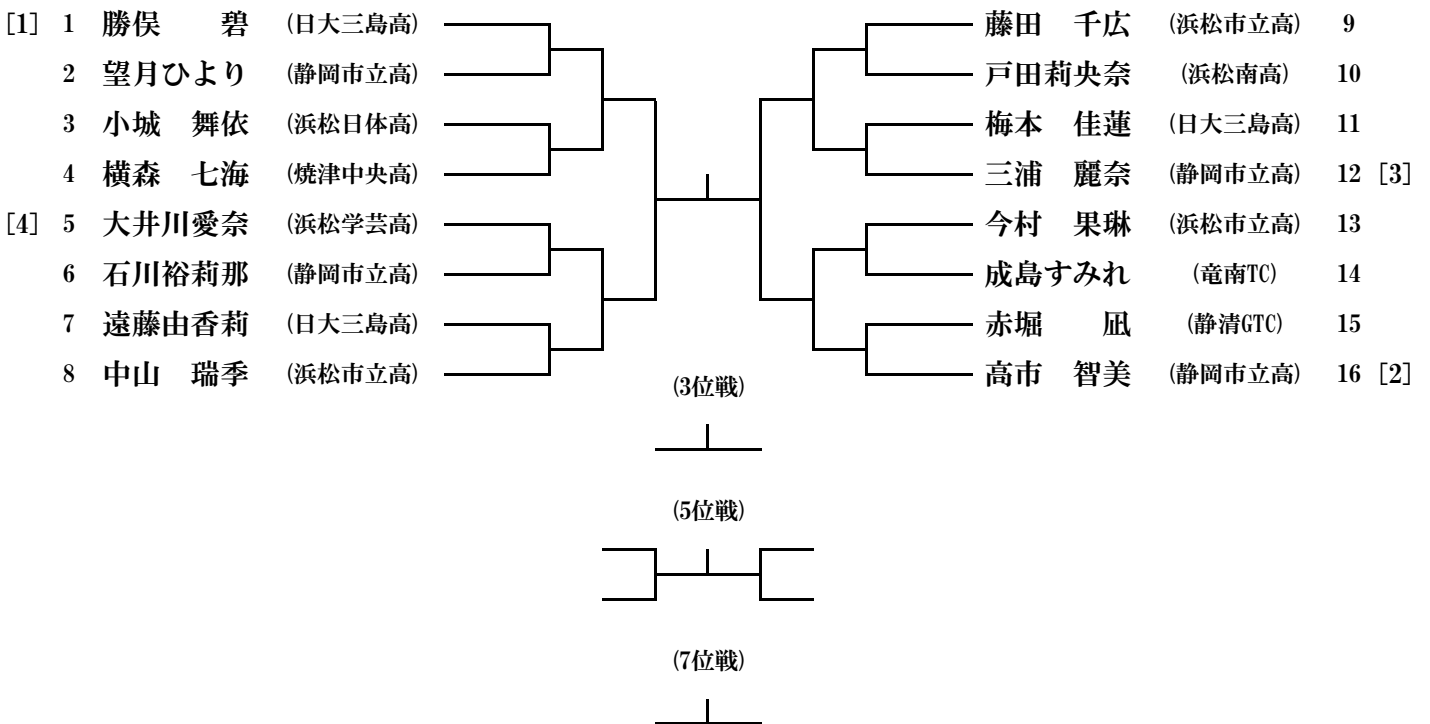 [1] 1 勝俣　　碧 (日大三島高)
2 望月ひより (静岡市立高)
3 小城　舞依 (浜松日体高)
4 横森　七海 (焼津中央高)
[4] 5 大井川愛奈 (浜松学芸高)
6 石川裕莉那 (静岡市立高)
7 遠藤由香莉 (日大三島高)
8 中山　瑞季 (浜松市立高)
藤田　千広 (浜松市立高) 9
戸田莉央奈 (浜松南高) 10
梅本　佳蓮 (日大三島高) 11
三浦　麗奈 (静岡市立高) 12 [3]
今村　果琳 (浜松市立高) 13
成島すみれ (竜南TC) 14
赤堀　　凪 (静清GTC) 15
高市　智美 (静岡市立高) 16 [2]
(3位戦)
(5位戦)
(7位戦)